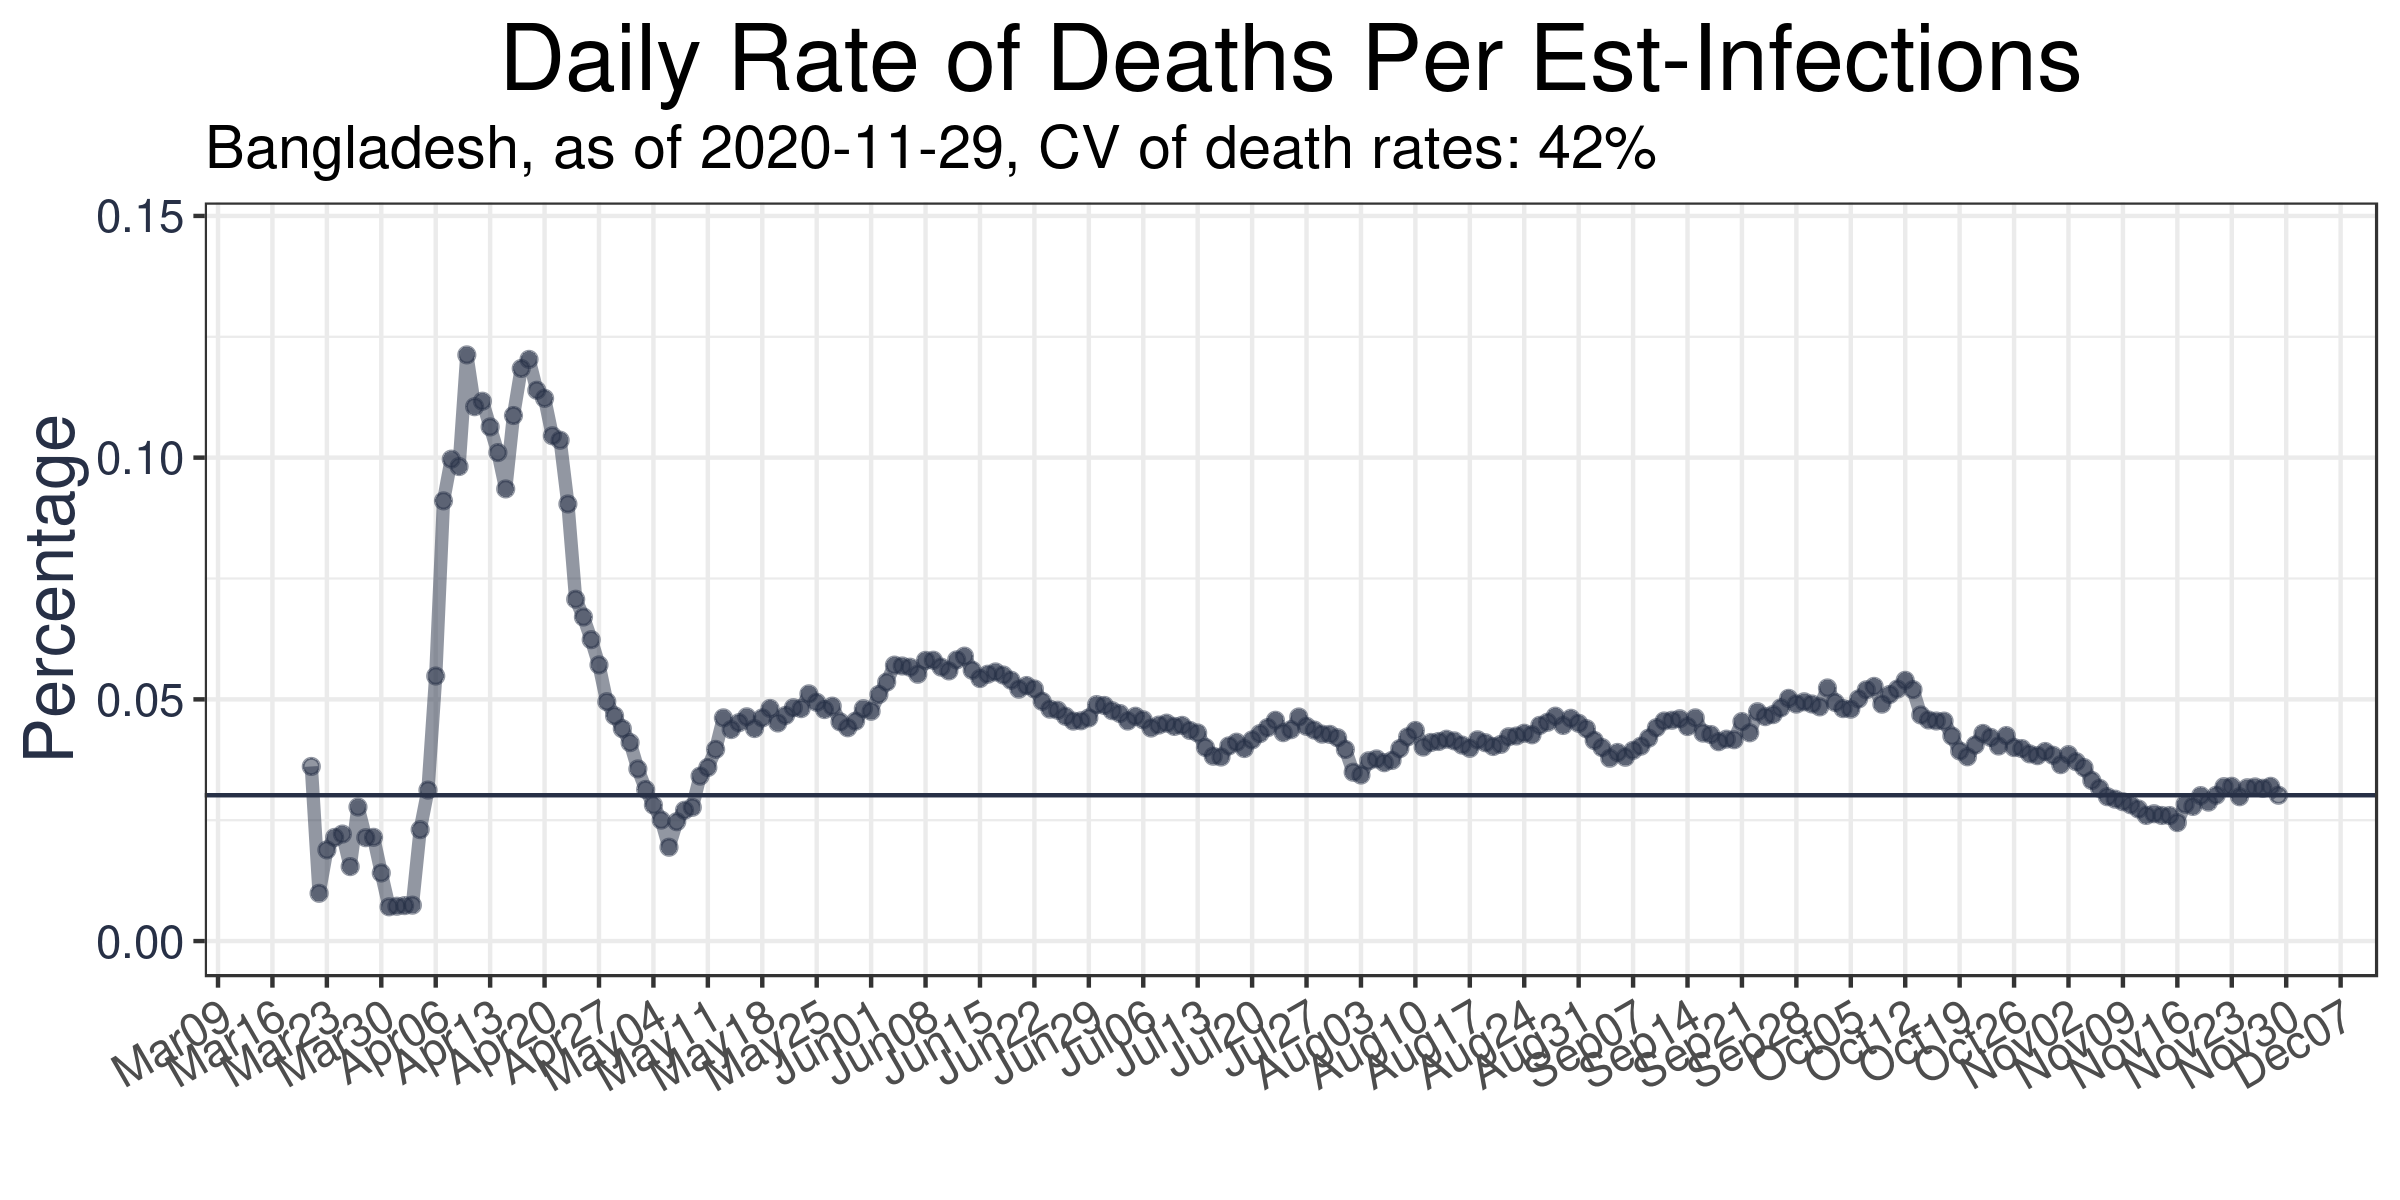 Daily Rate of Deaths Per Est-Infections
Bangladesh, as of 2020-11-29, CV of death rates: 42%
Percentage
0.15
0.10
0.05
0.00
Mar09
Mar16
Mar23
Mar30
Apr06
Apr13
Apr20
Apr27
May04
May11
May18
May25
Jun01
Jun08
Jun15
Jun22
Jun29
Jul06
Jul13
Jul20
Jul27
Aug03
Aug10
Aug17
Aug24
Aug31
Sep07
Sep14
Sep21
Sep28
Oct05
Oct12
Oct19
Oct26
Nov02
Nov09
Nov16
Nov23
Nov30
Dec07